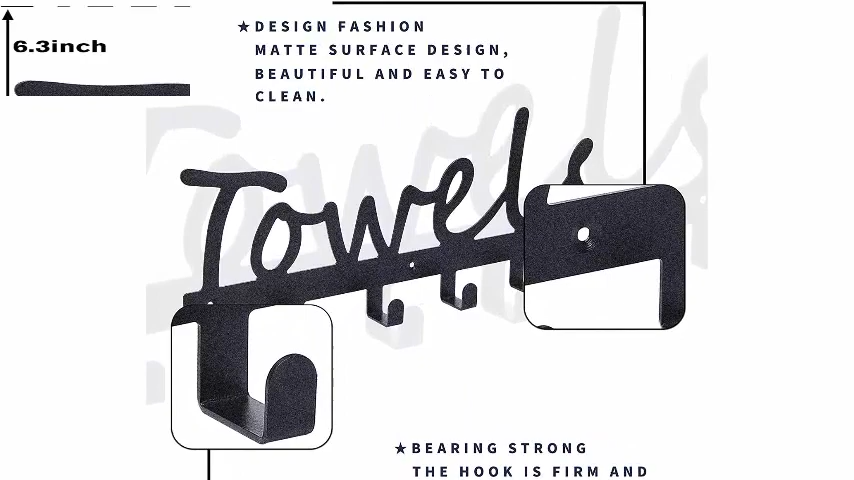 6.3inch
★DESIGN FASHION
MATTE SURFACE DESIGN,
BEAUTIFUL AND EASY TO
CLEAN.
Towels
★BEARING STRONG
THE HOOK IS FIRM AND